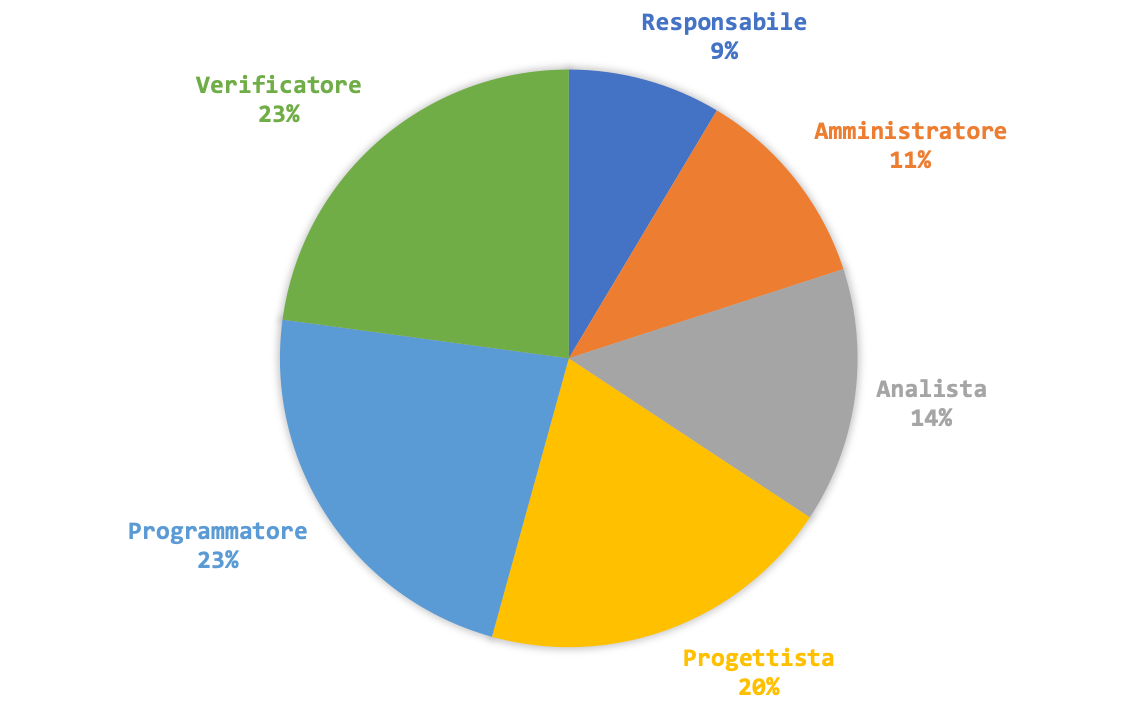 Responsabile
9%
Amministratore
11%
Analista
14%
Progettista
20%
Programmatore
23%
Verificatore
23%